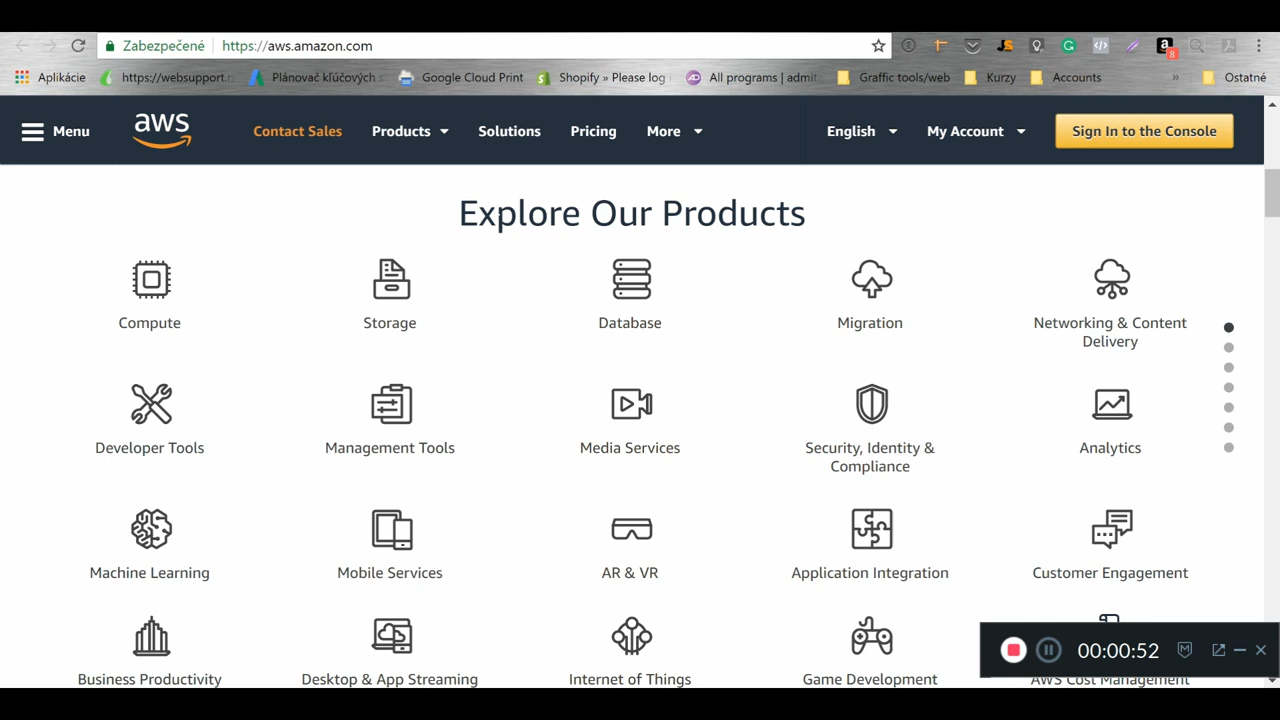 Zabezpečené https://aws.amazon.com
8
Aplikácie https://websupport. Plánovač kľúčových s Google Cloud Print Shopify » Please log All programs | admit Graffic tools/web Kurzy Accounts » Ostatné
Menu aws Contact Sales Products Solutions Pricing More English My Account Sign In to the Console
Explore Our Products
Compute Storage Database Migration Networking & Content
Delivery
Developer Tools Management Tools Media Services Security, Identity & Analytics
Compliance
Machine Learning Mobile Services AR & VR Application Integration Customer Engagement
00:00:52
Business Productivity Desktop & App Streaming Internet of Things Game Development AWS Cost Management